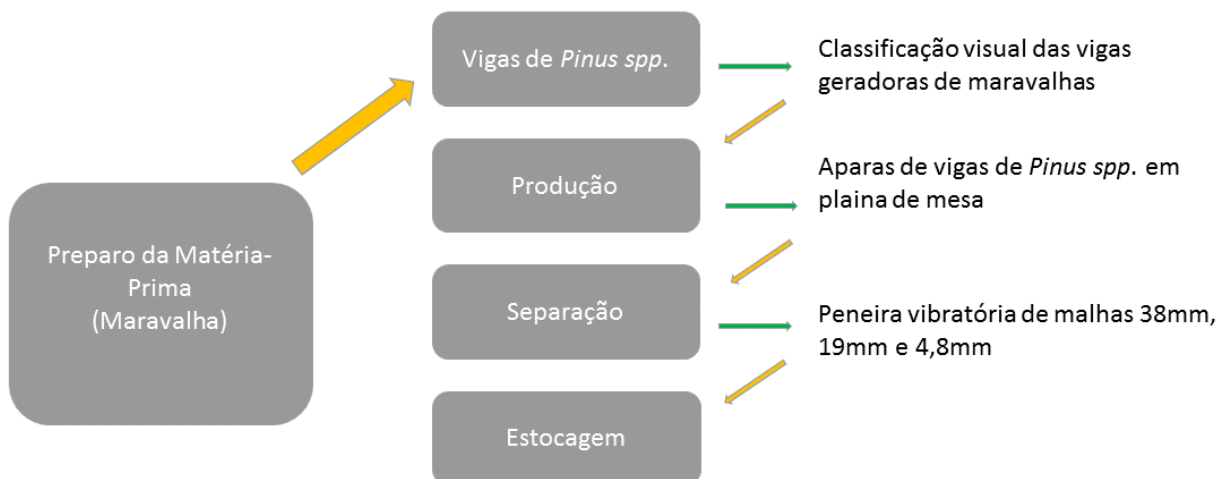 Vigas de Pinus spp.
Classificação visual das vigas
geradoras de maravalhas
Produção
Aparas de vigas de Pinus spp. em
plaina de mesa
Preparo da Matéria-
Prima
(Maravalha)
Separação
Peneira vibratória de malhas 38mm,
19mm e 4,8mm
Estocagem